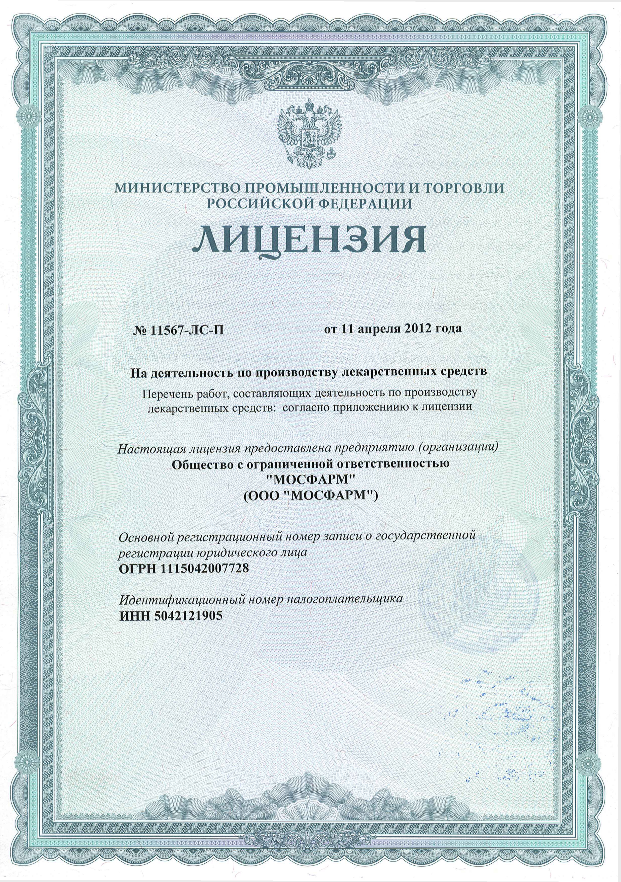 МИНИСТЕРСТВО ПРОМЫШЛЕННОСТИ И ТОРГОВЛИ
РОССИЙСКОЙ ФЕДЕРАЦИИ
ЛИЦЕНЗИЯ
№ 11567-ЛС-П от 11 апреля 2012 года
На деятельность по производству лекарственных средств
Перечень работ, составляющих деятельность по производству
лекарственных средств: согласно приложениию к лицензии
Настоящая лицензия предоставлена предприятию (организации)
Общество с ограниченной ответственностью
"МОСФАРМ"
(ООО "МОСФАРМ")
Основной регистрационный номер записи о государственной
регистрации юридического лица
ОГРН 1115042007728
Идентификационный номер налогоплательщика
ИНН 5042121905